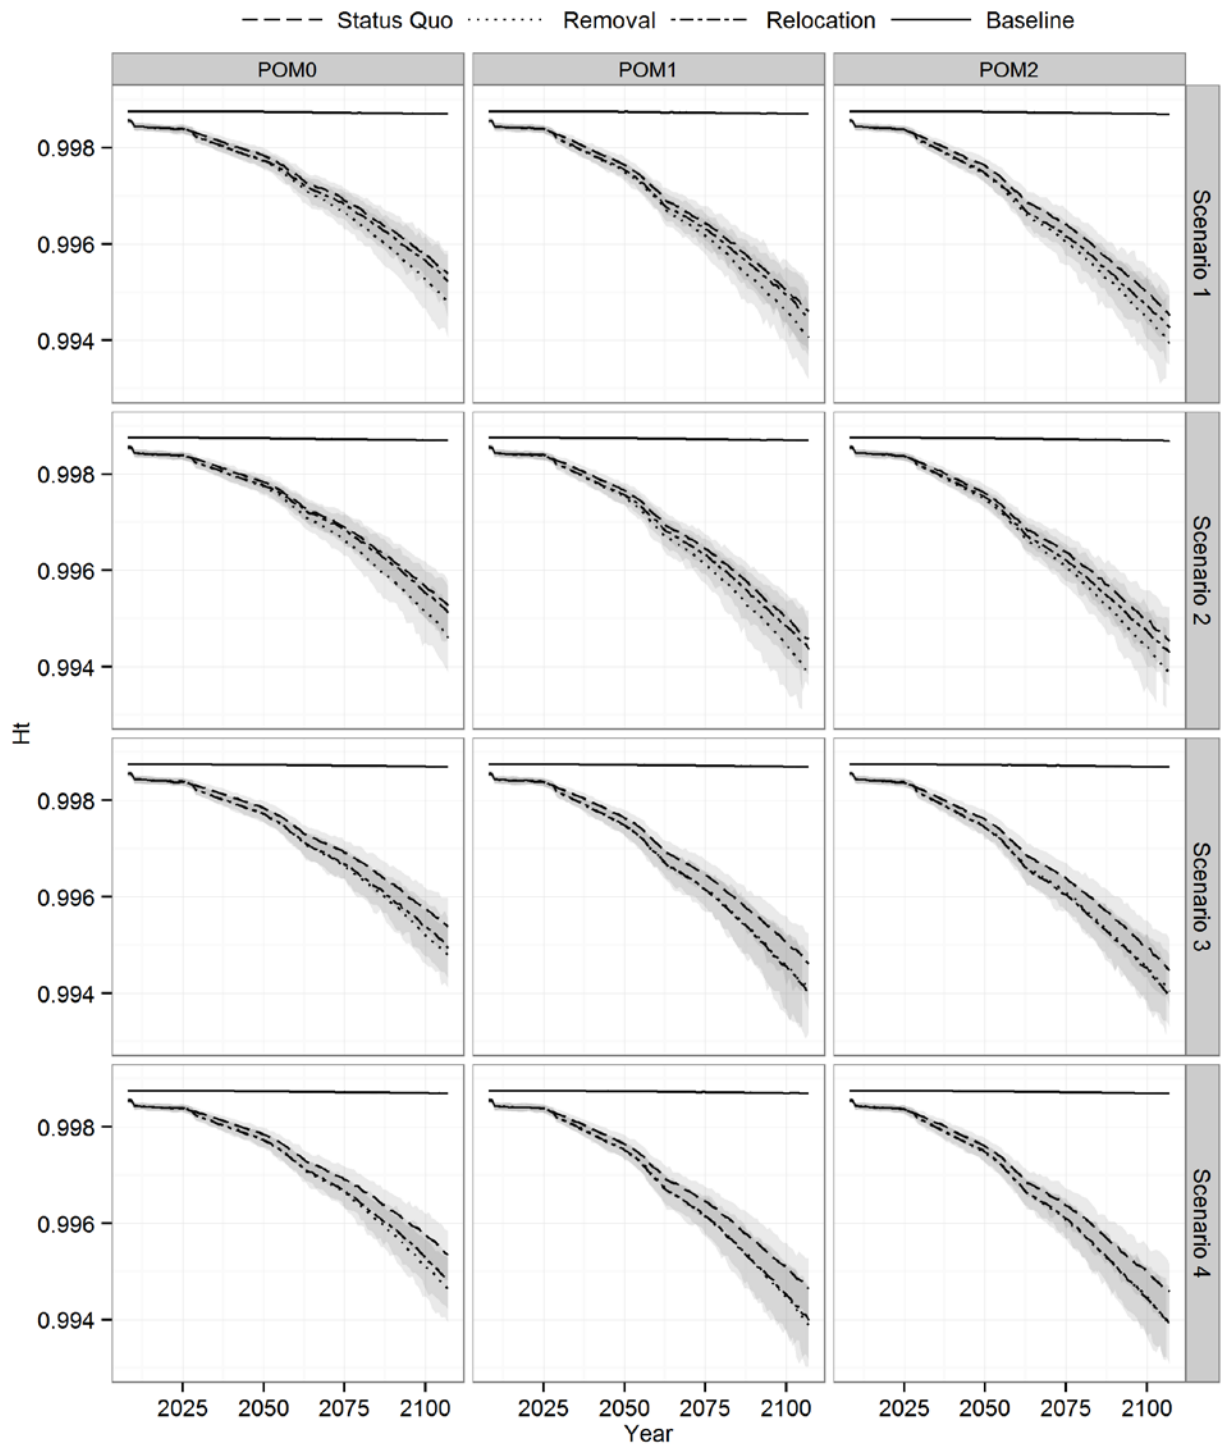 Status Quo Removal Relocation Baseline
POM0 POM1 POM2
0.998
0.996
0.994
Scenario 1
0.998
0.996
0.994
Scenario 2
Ht
0.998
0.996
0.994
Scenario 3
0.998
0.996
0.994
Scenario 4
2025 2050 2075 2100 2025 2050 2075 2100 2025 2050 2075 2100
Year